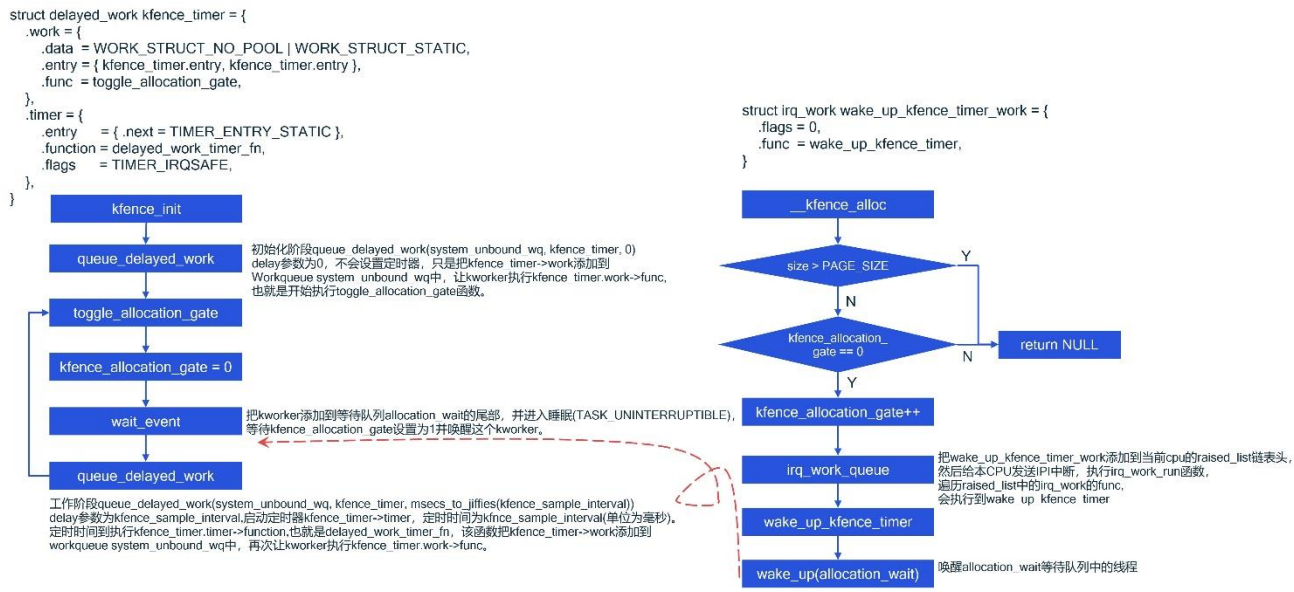 struct delayed_work kfence_timer = {
.work = {
.data = WORK_STRUCT_NO_POOL | WORK_STRUCT_STATIC,
.entry = { kfence_timer.entry, kfence_timer.entry },
.func = toggle_allocation_gate,
},
.timer = {
.entry = { .next = TIMER_ENTRY_STATIC },
.function = delayed_work_timer_fn,
.flags = TIMER_IRQSAFE,
},
}
kfence_init
queue_delayed_work
初始化阶段queue_delayed_work(system_unbound_wq, kfence_timer, 0)
delay参数为0，不会设置定时器，只是把kfence_timer->work添加到
Workqueue system_unbound_wq中，让kworker执行kfence_timer.work->func,
也就是开始执行toggle_allocation_gate函数。
toggle_allocation_gate
kfence_allocation_gate = 0
wait_event
把kworker添加到等待队列allocation_wait的尾部，并进入睡眠(TASK_UNINTERRUPTIBLE)，
等待kfence_allocation_gate设置为1并唤醒这个kworker。
queue_delayed_work
工作阶段queue_delayed_work(system_unbound_wq, kfence_timer, msecs_to_jiffies(kfence_sample_interval))
delay参数为kfence_sample_interval,启动定时器kfence_timer->timer，定时时间为kfnce_sample_interval(单位为毫秒)。
定时时间到执行kfence_timer.timer->function,也就是delayed_work_timer_fn，该函数把kfence_timer->work添加到
workqueue system_unbound_wq中，再次让kworker执行kfence_timer.work->func。
struct irq_work wake_up_kfence_timer_work = {
.flags = 0,
.func = wake_up_kfence_timer,
}
__kfence_alloc
size > PAGE_SIZE
Y
N
kfence_allocation_
gate == 0
N
return NULL
Y
kfence_allocation_gate++
irq_work_queue
把wake_up_kfence_timer_work添加到当前cpu的raised_list链表头，
然后给本CPU发送IPI中断，执行irq_work_run函数，
遍历raised_list中的irq_work的func,
会执行到wake_up_kfence_timer
wake_up_kfence_timer
wake_up(allocation_wait)
唤醒allocation_wait等待队列中的线程